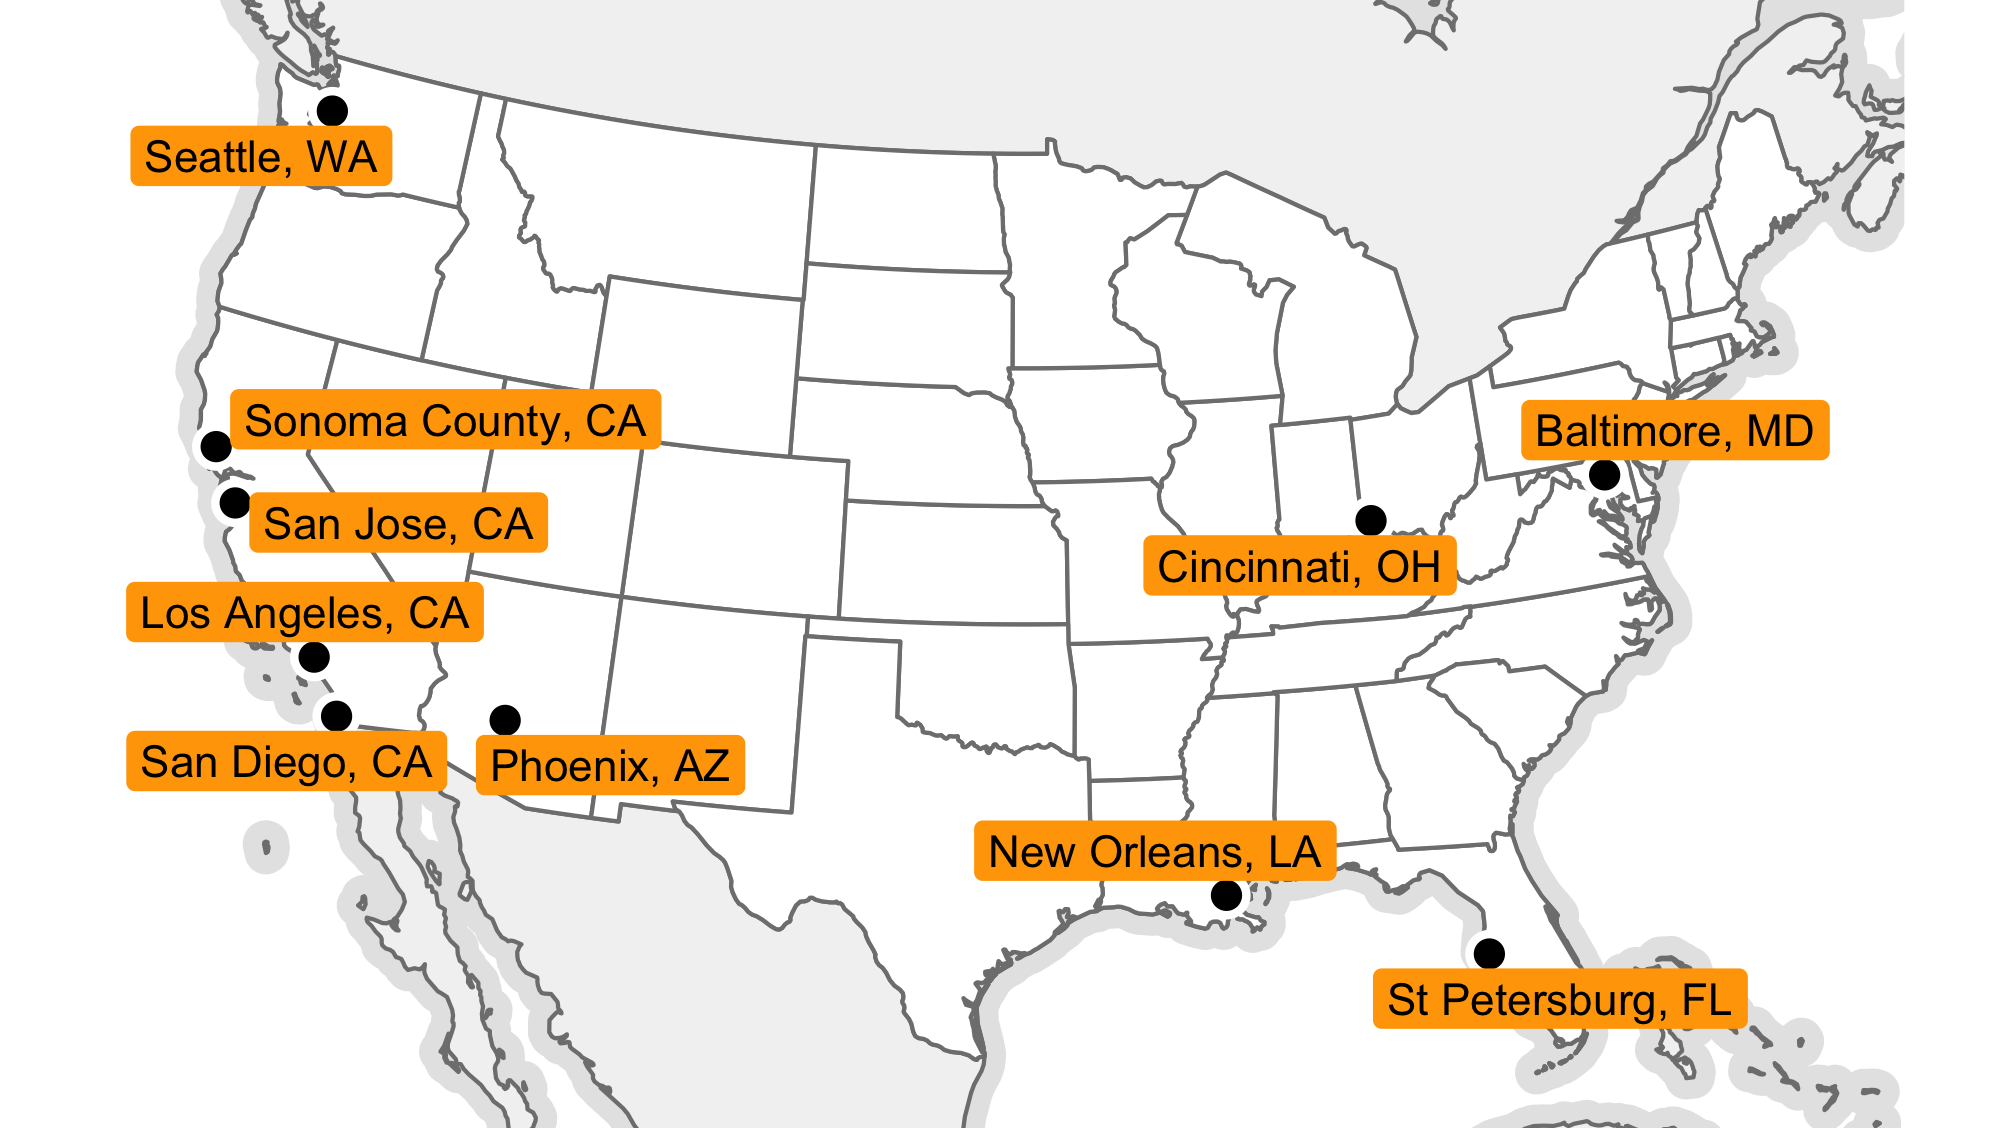 Seattle, WA
Sonoma County, CA
Baltimore, MD
San Jose, CA
Cincinnati, OH
Los Angeles, CA
San Diego, CA
Phoenix, AZ
New Orleans, LA
St Petersburg, FL